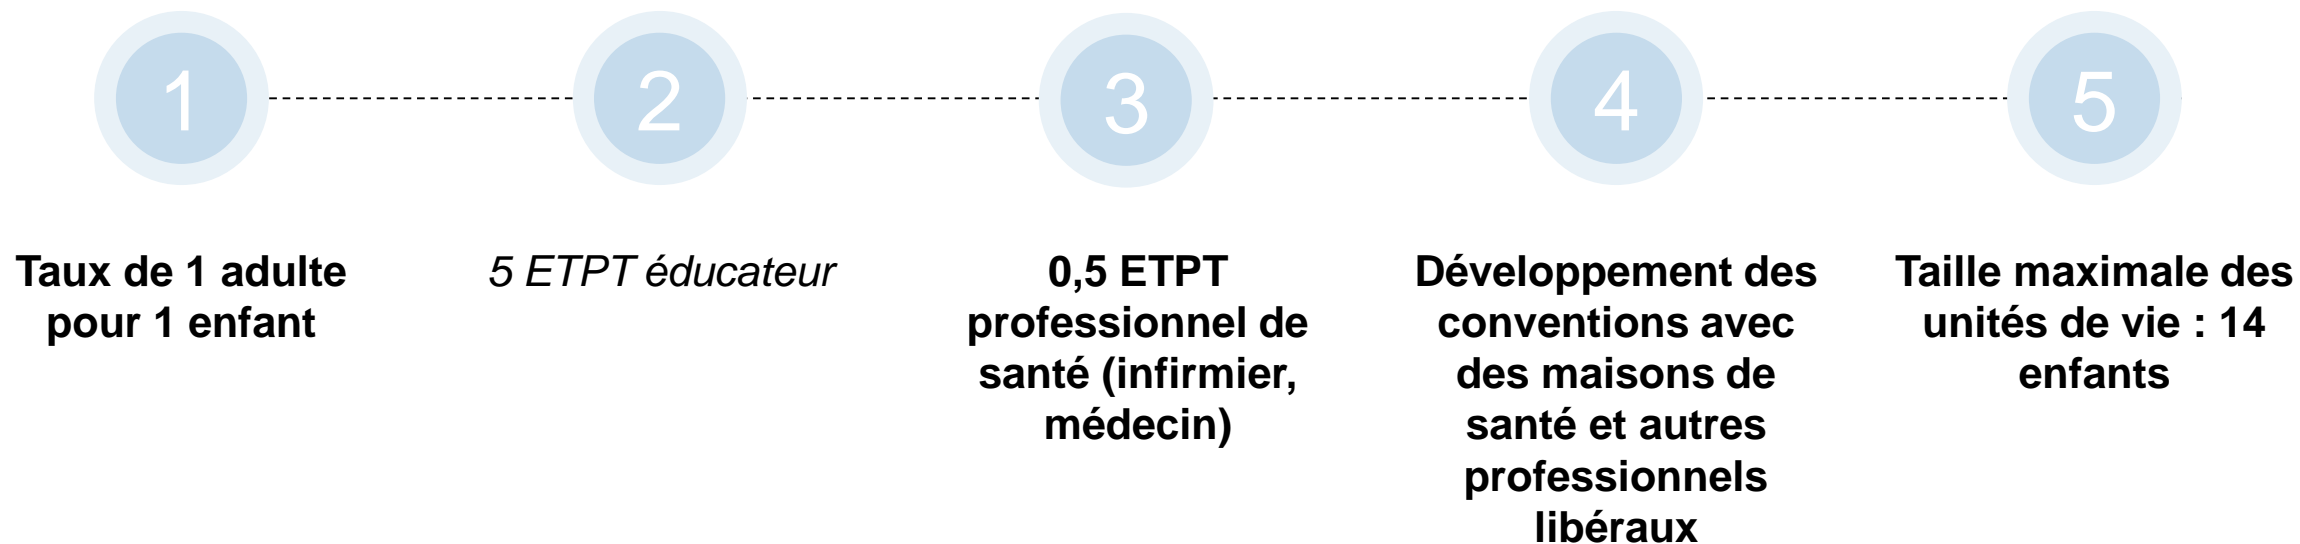 1
Taux de 1 adulte
pour 1 enfant
2
5 ETPT éducateur
3
0,5 ETPT
professionnel de
santé (infirmier,
médecin)
4
Développement des
conventions avec
des maisons de
santé et autres
professionnels
libéraux
5
Taille maximale des
unités de vie : 14
enfants